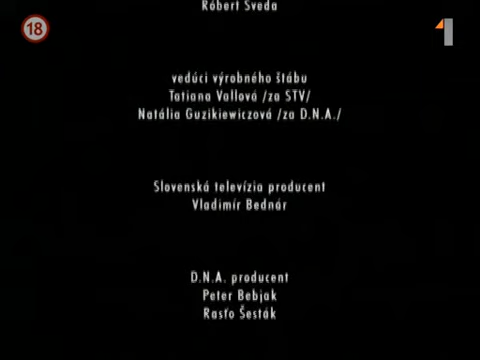 18
1
Róbert Šveda
vedúci výrobného štábu
Tatiana Vallová /za STV/
Natália Guzikiewiczová /za D.N.A./
Slovenská televízia producent
Vladimír Bednár
D.N.A. producent
Peter Bebjak
Rasťo Šesták